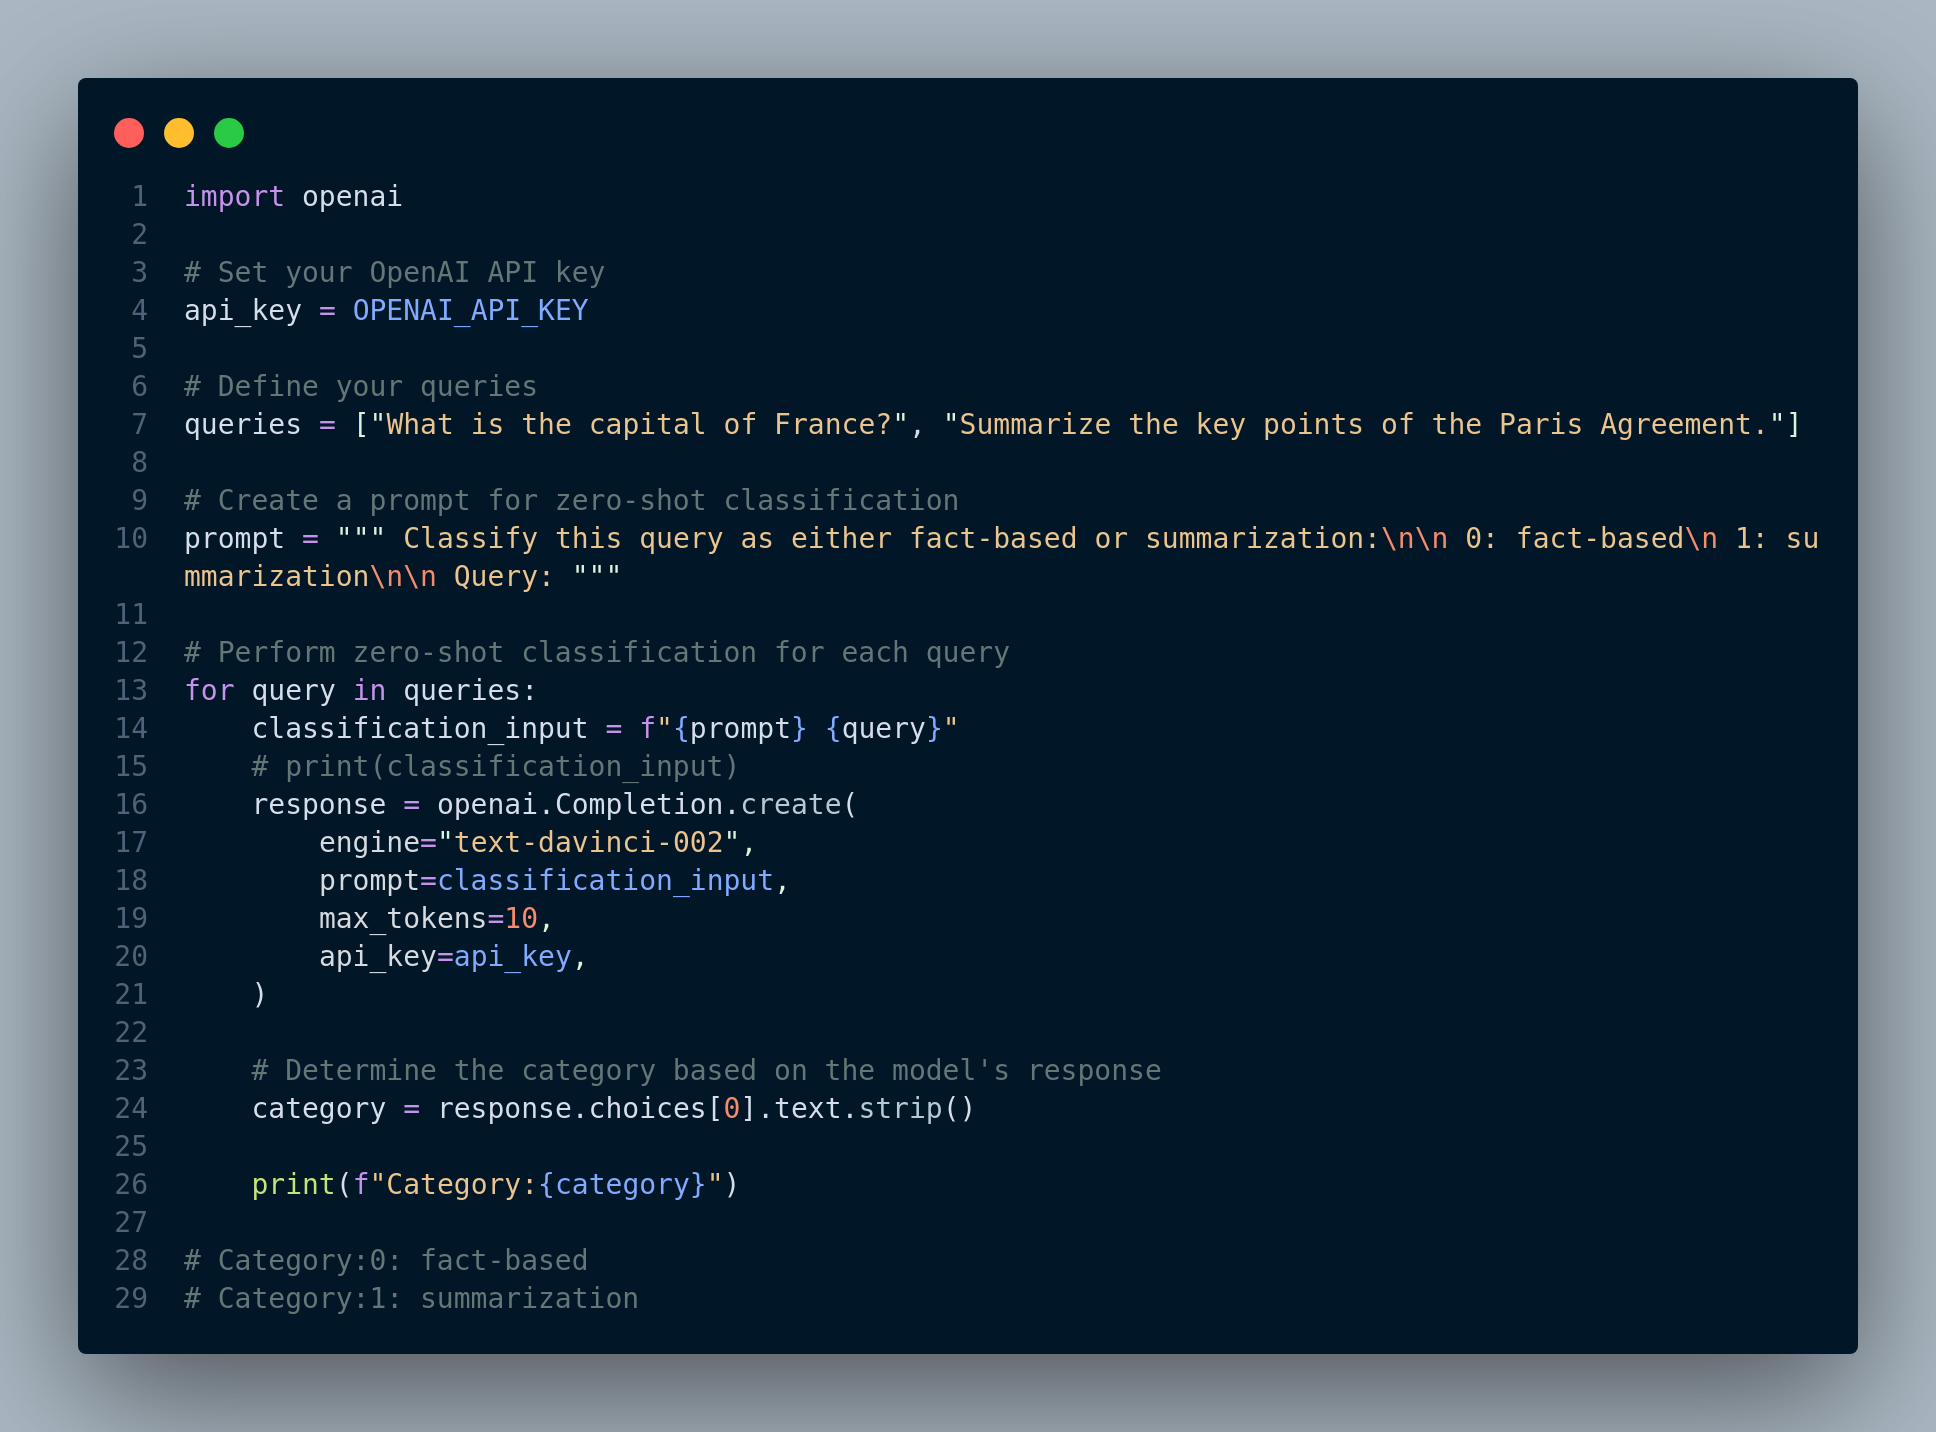 1 import openai
2
3 # Set your OpenAI API key
4 api_key = OPENAI_API_KEY
5
6 # Define your queries
7 queries = ["What is the capital of France?", "Summarize the key points of the Paris Agreement."]
8
9 # Create a prompt for zero-shot classification
10 prompt = """ Classify this query as either fact-based or summarization:\n\n 0: fact-based\n 1: su
mmarization\n\n Query: """
11
12 # Perform zero-shot classification for each query
13 for query in queries:
14     classification_input = f"{prompt} {query}"
15     # print(classification_input)
16     response = openai.Completion.create(
17         engine="text-davinci-002",
18         prompt=classification_input,
19         max_tokens=10,
20         api_key=api_key,
21     )
22
23     # Determine the category based on the model's response
24     category = response.choices[0].text.strip()
25
26     print(f"Category:{category}")
27
28 # Category:0: fact-based
29 # Category:1: summarization